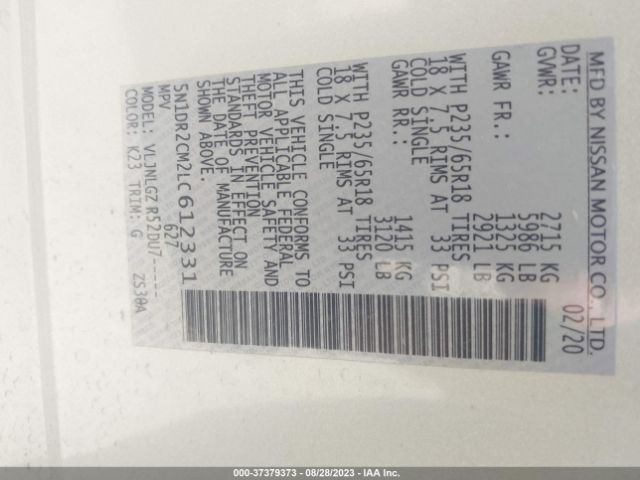 MFD BY NISSAN MOTOR CO., LTD.
DATE: 02/20
GVWR: 2715 KG
5986 LB
GAWR FR.: 1325 KG
2921 LB
WITH P235/65R18 TIRES
18 X 7.5 RIMS AT 33 PSI
COLD SINGLE
GAWR RR.: 1415 KG
3120 LB
WITH P235/65R18 TIRES
18 X 7.5 RIMS AT 33 PSI
COLD SINGLE
THIS VEHICLE CONFORMS TO
ALL APPLICABLE FEDERAL
MOTOR VEHICLE SAFETY AND
THEFT PREVENTION
STANDARDS IN EFFECT ON
THE DATE OF MANUFACTURE
SHOWN ABOVE.
5N1DR2CM2LC612331
MPV 627
MODEL: VLJNLGZ R52DU7-----
COLOR: K23 TRIM: G ZS30A
000-37379373 - 08/28/2023 - IAAI.COM